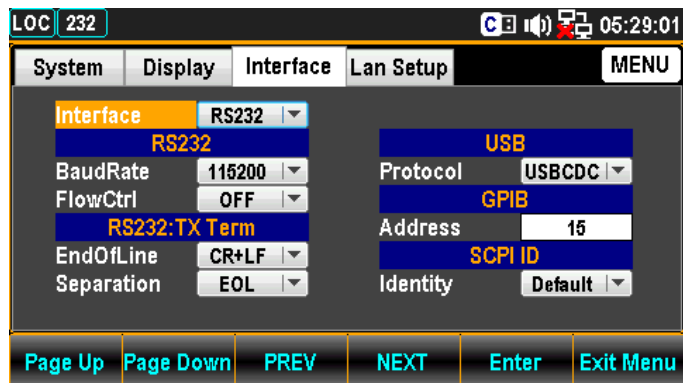 LOC 232 C 05:29:01
System Display Interface Lan Setup MENU
Interface RS232
RS232 USB
BaudRate 115200 Protocol USBCDC
FlowCtrl OFF GPIB
RS232:TX Term Address 15
EndOfLine CR+LF SCPI ID
Separation EOL Identity Default
Page Up Page Down PREV NEXT Enter Exit Menu